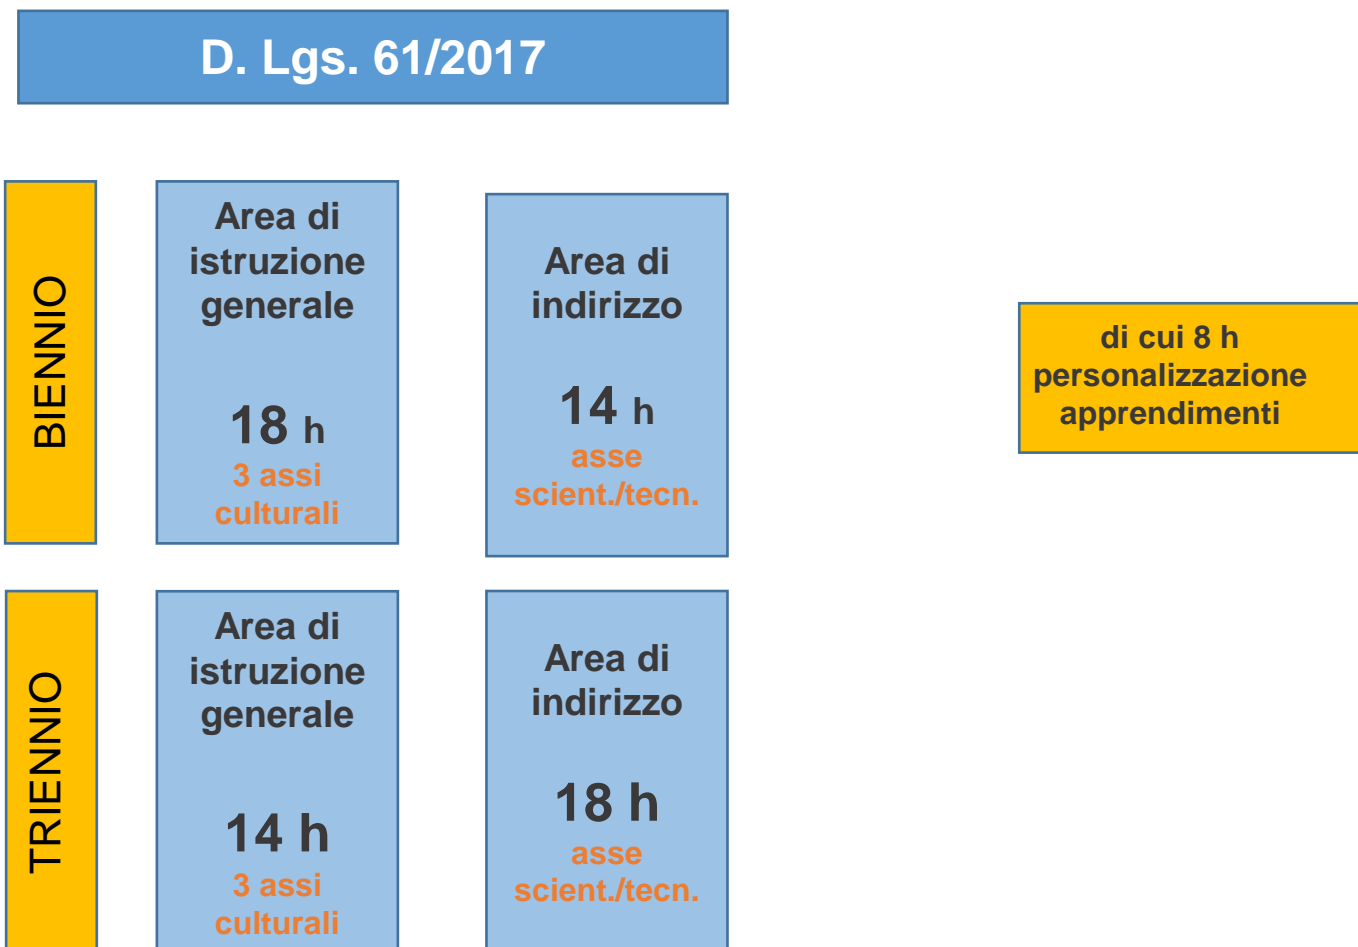 D. Lgs. 61/2017
BIENNIO
Area di
istruzione
generale
18 h
3 assi
culturali
Area di
indirizzo
14 h
asse
scient./tecn.
di cui 8 h
personalizzazione
apprendimenti
TRIENNIO
Area di
istruzione
generale
14 h
3 assi
culturali
Area di
indirizzo
18 h
asse
scient./tecn.